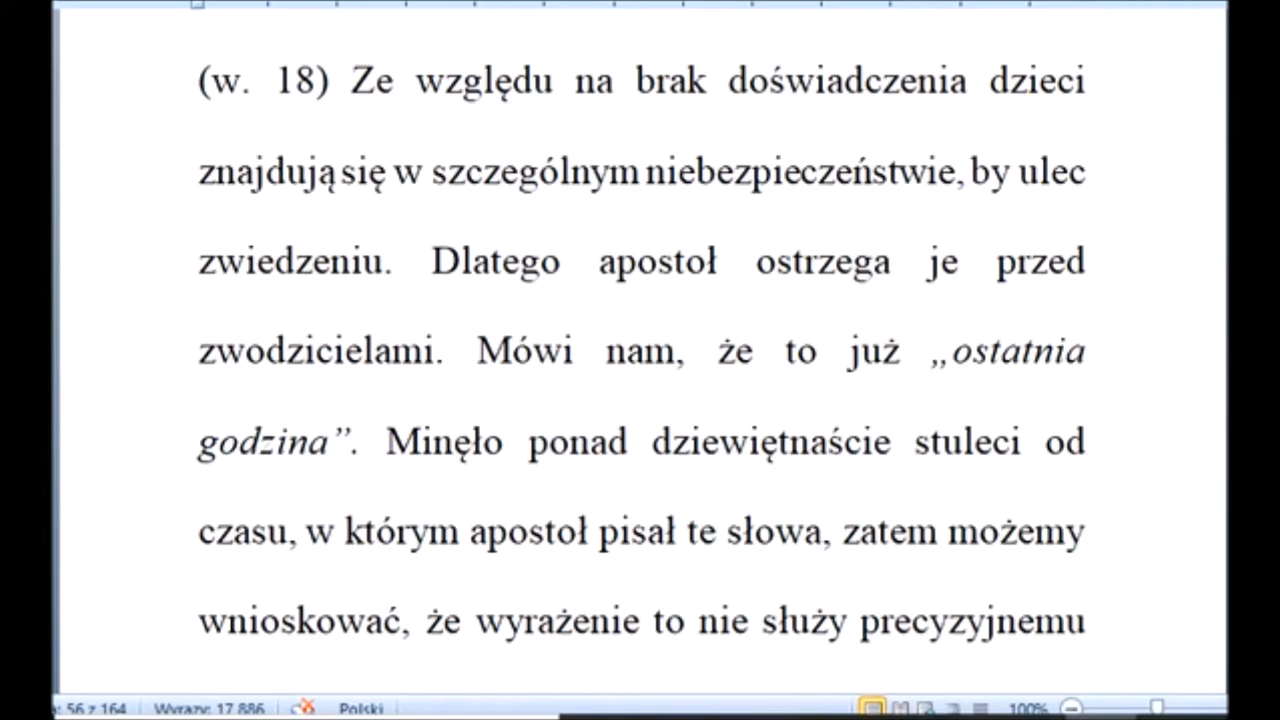 (w. 18) Ze względu na brak doświadczenia dzieci
znajdują się w szczególnym niebezpieczeństwie, by ulec
zwiedzeniu. Dlatego apostoł ostrzega je przed
zwodzicielami. Mówi nam, że to już „ostatnia
godzina”. Minęło ponad dziewiętnaście stuleci od
czasu, w którym apostoł pisał te słowa, zatem możemy
wnioskować, że wyrażenie to nie służy precyzyjnemu
: 56 z 164 Wyrazy: 17 886 Polski 100%